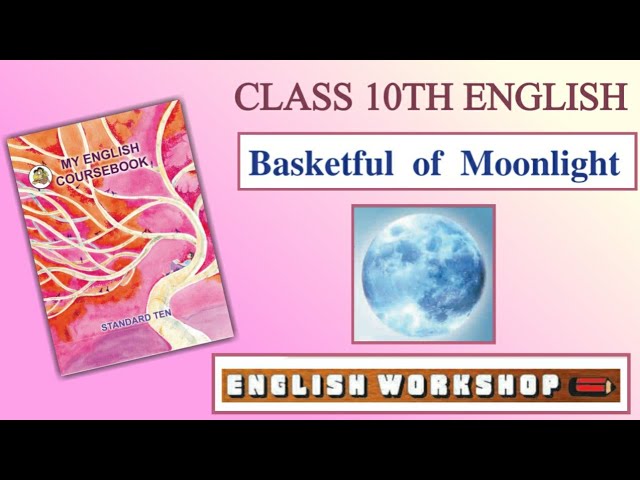 CLASS 10TH ENGLISH
Basketful of Moonlight
MY ENGLISH
COURSEBOOK
STANDARD TEN
ENGLISH WORKSHOP